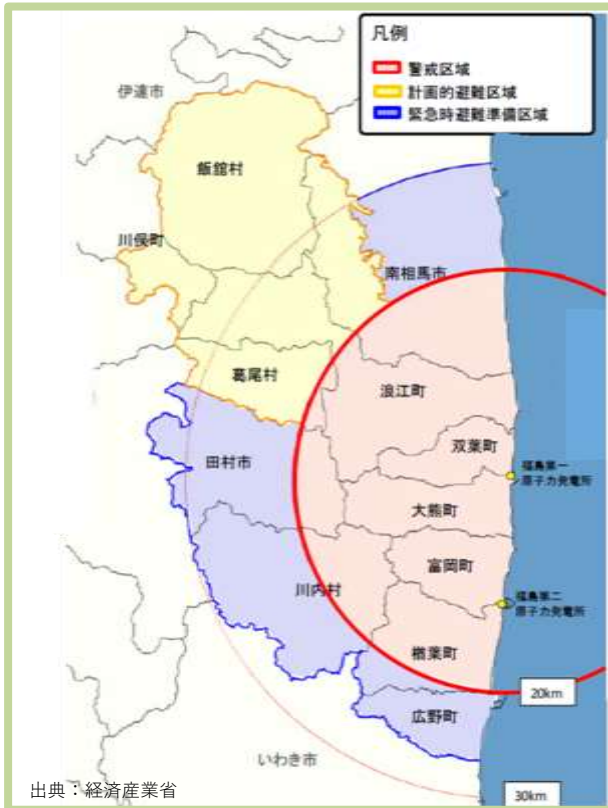 凡例
警戒区域
計画的避難区域
緊急時避難準備区域
伊達市
飯舘村
川俣町
南相馬市
葛尾村
浪江町
双葉町
田村市
福島第一
原子力発電所
大熊町
富岡町
川内村
福島第二
原子力発電所
楢葉町
20km
広野町
いわき市
出典：経済産業省
30km